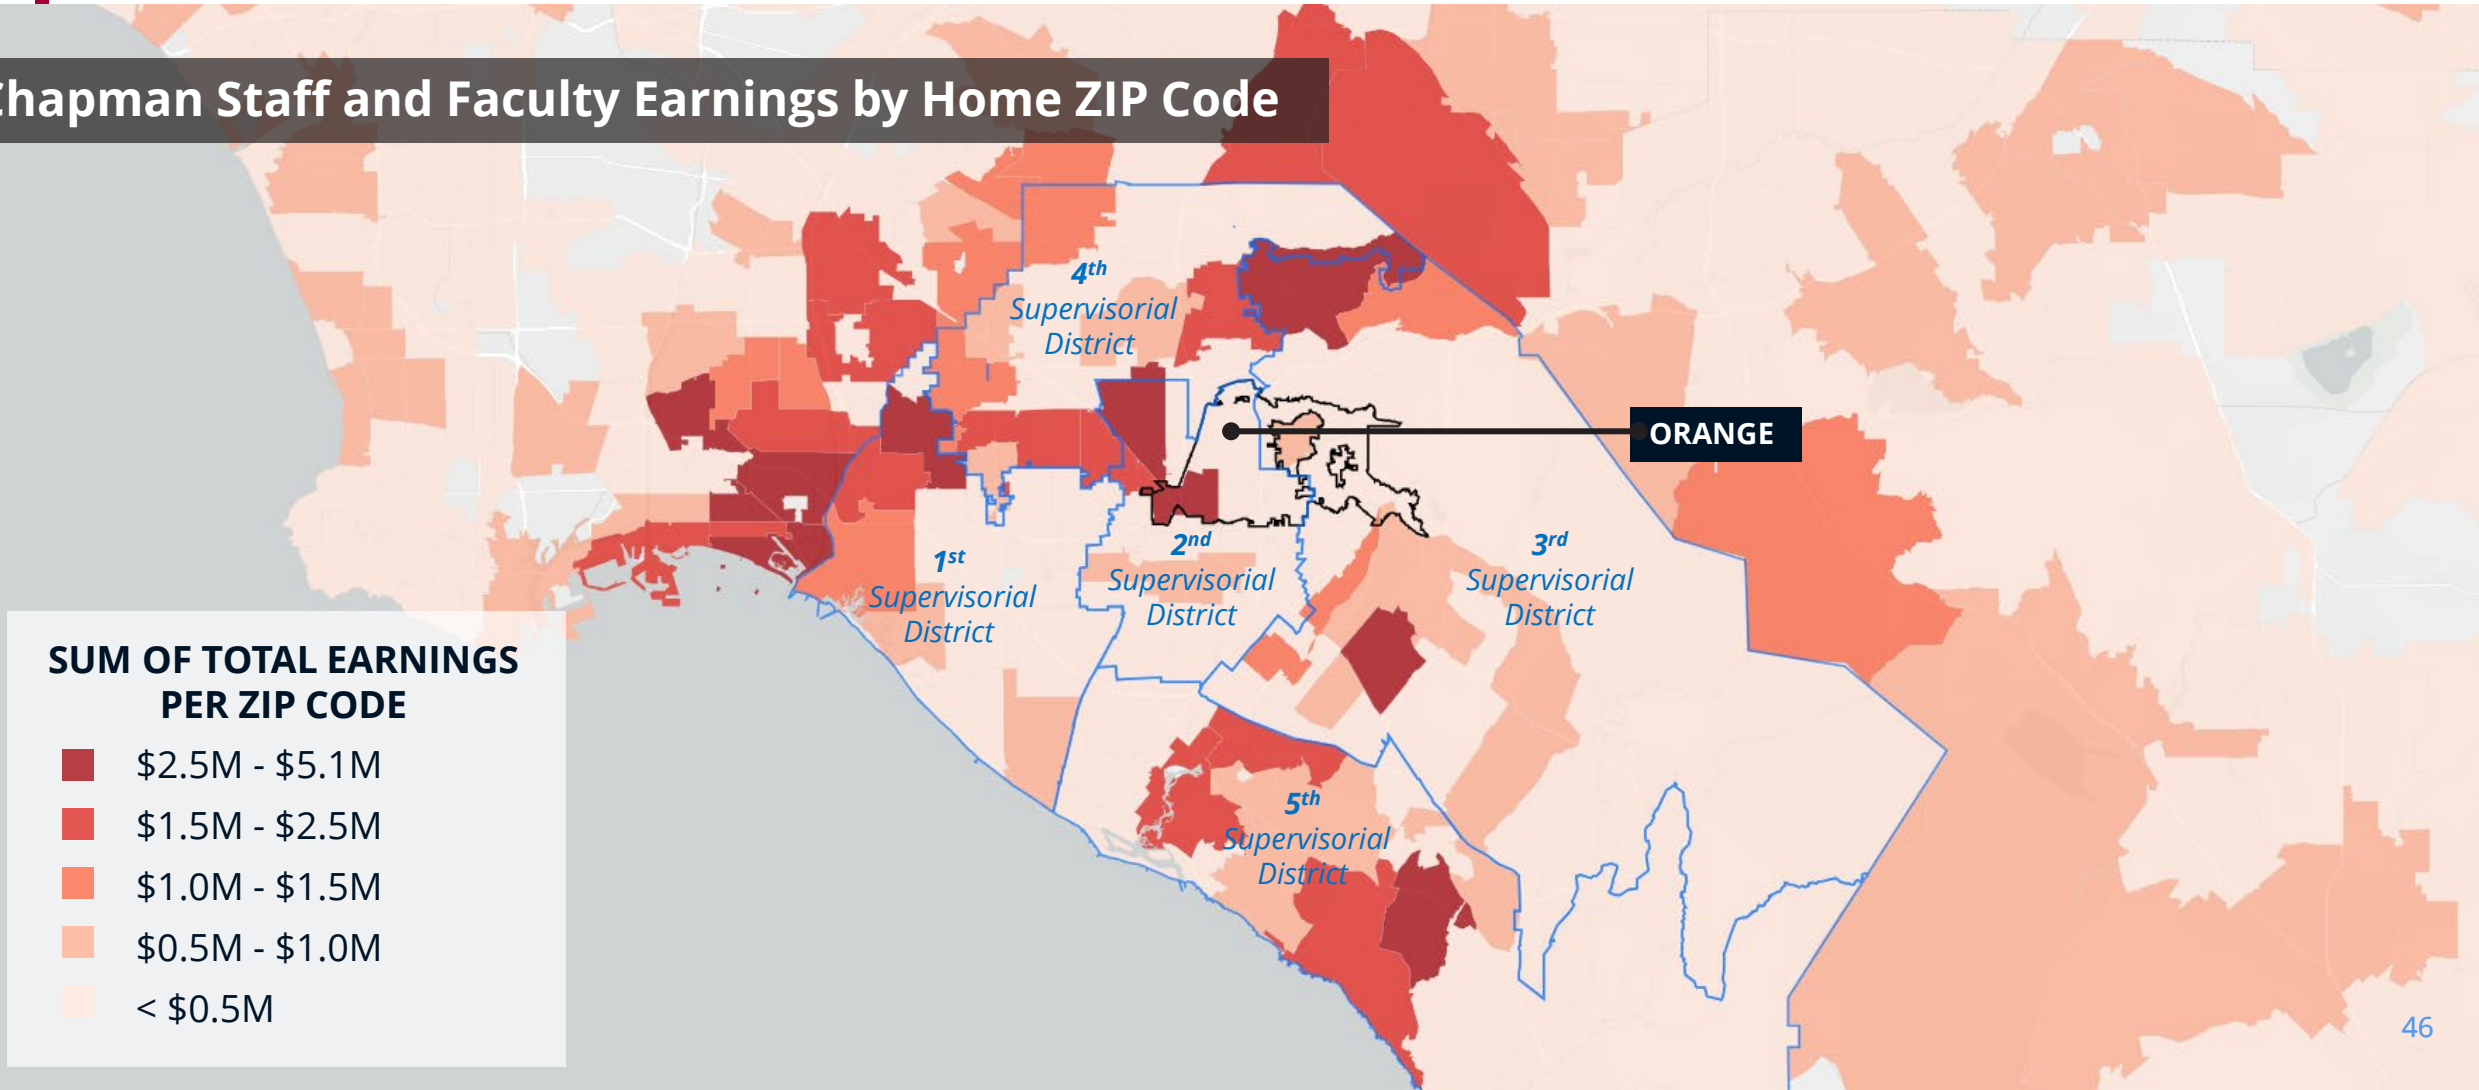 Chapman Staff and Faculty Earnings by Home ZIP Code
4th
Supervisorial
District
ORANGE
1st
Supervisorial
District
2nd
Supervisorial
District
3rd
Supervisorial
District
5th
Supervisorial
District
SUM OF TOTAL EARNINGS
PER ZIP CODE
$2.5M - $5.1M
$1.5M - $2.5M
$1.0M - $1.5M
$0.5M - $1.0M
< $0.5M
46